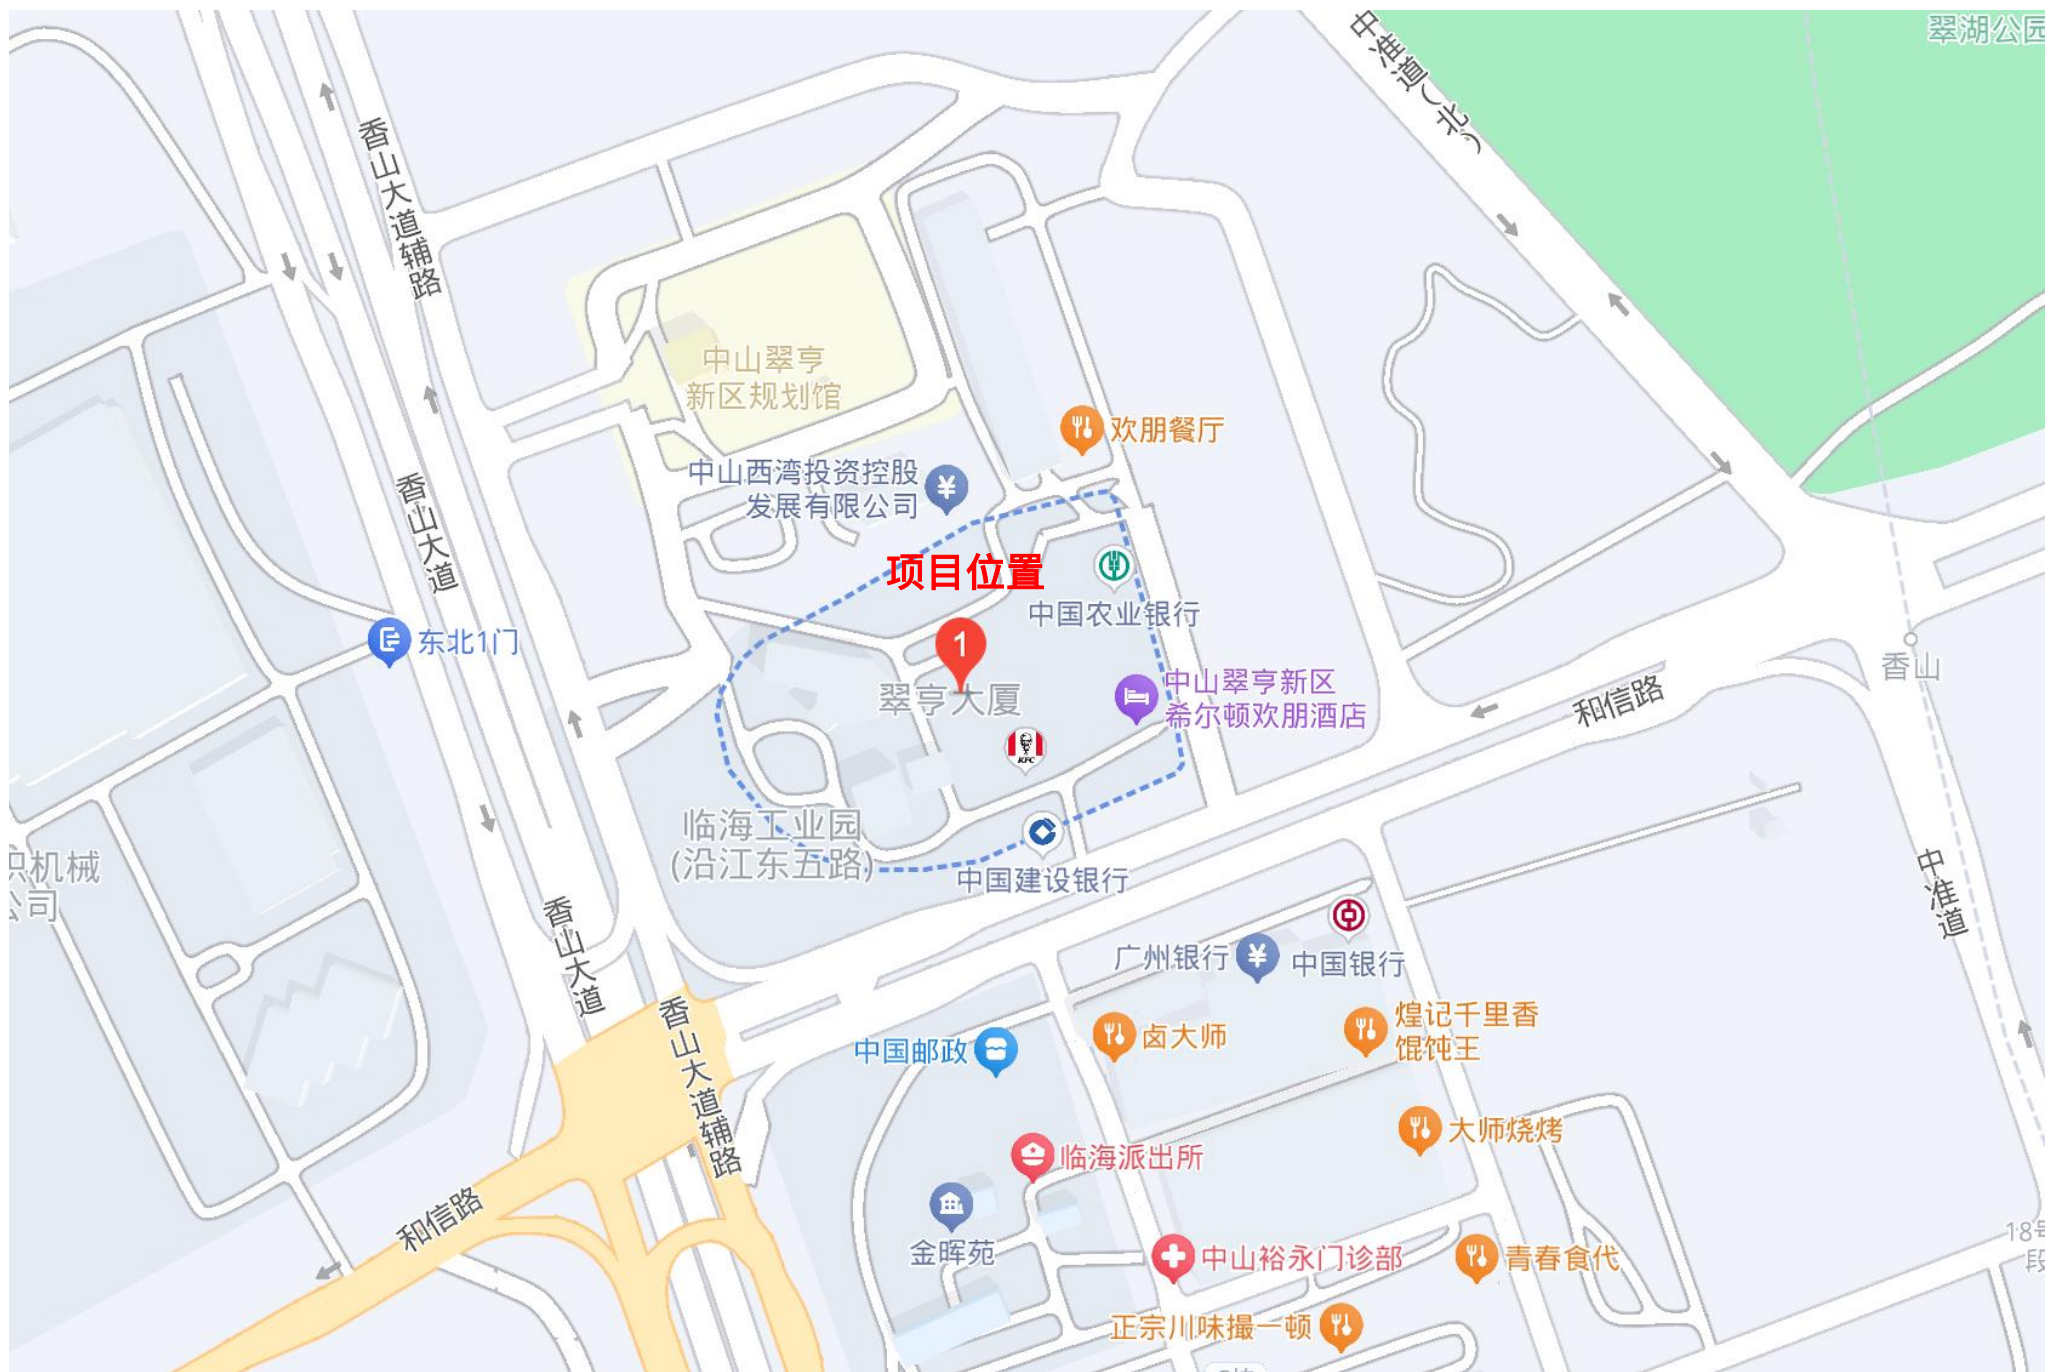 翠湖公园
中准道(北)
香山大道辅路
中山翠亨
新区规划馆
欢朋餐厅
中山西湾投资控股
发展有限公司
香山大道
项目位置
中国农业银行
东北1门
1
翠亨大厦
中山翠亨新区
希尔顿欢朋酒店
香山
和信路
KFC
临海工业园
(沿江东五路)
中国建设银行
机械
公司
中准道
香山大道
广州银行
中国银行
香山大道辅路
中国邮政
卤大师
煌记千里香
馄饨王
大师烧烤
临海派出所
和信路
金晖苑
中山裕永门诊部
青春食代
18号
段
正宗川味撮一顿